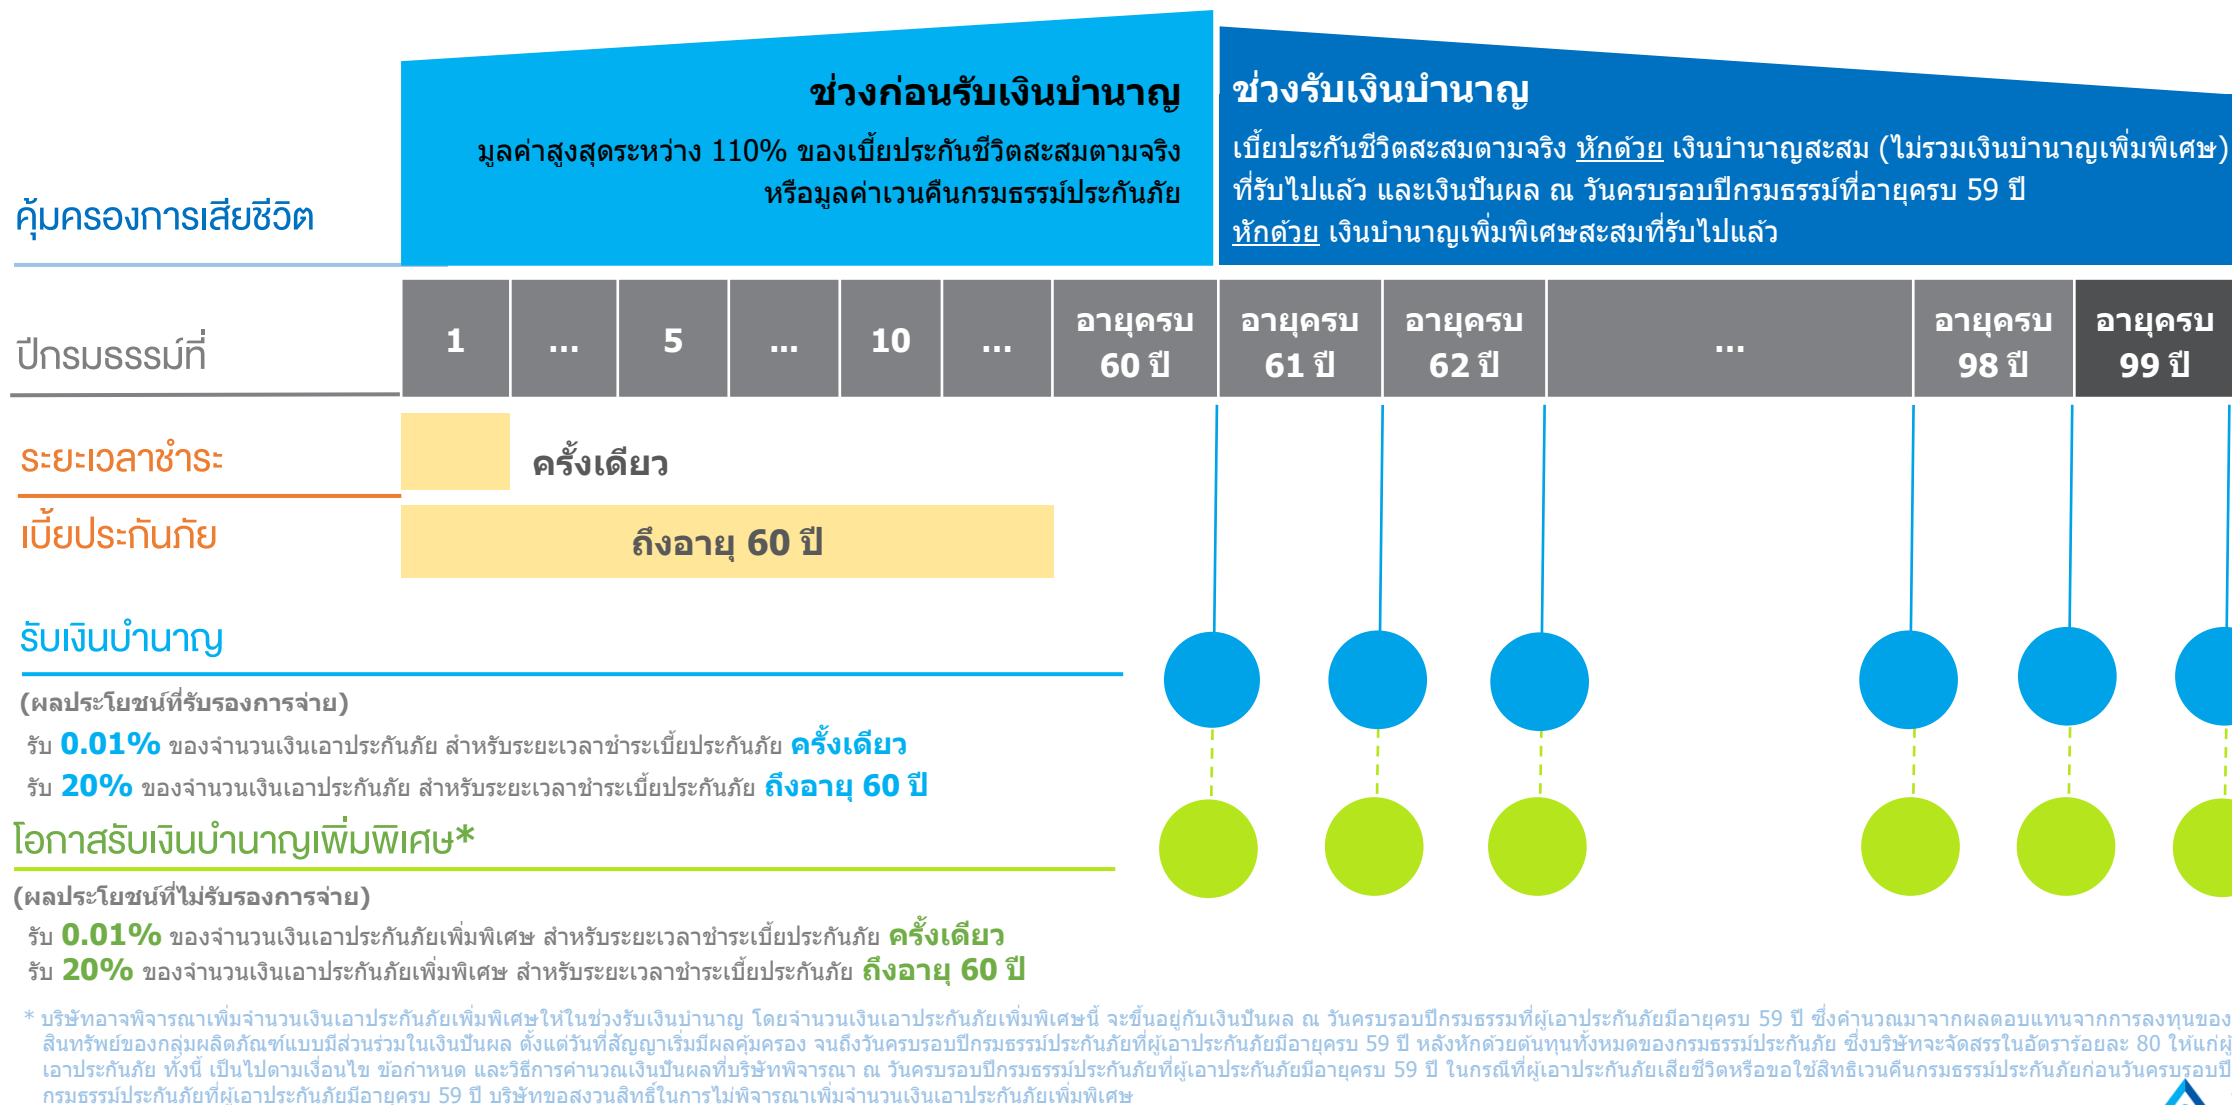 ช่วงก่อนรับเงินบำนาญ
มูลค่าสูงสุดระหว่าง 110% ของเบี้ยประกันชีวิตสะสมตามจริง
หรือมูลค่าเวนคืนกรมธรรม์ประกันภัย
ช่วงรับเงินบำนาญ
เบี้ยประกันชีวิตสะสมตามจริง หักด้วย เงินบำนาญสะสม (ไม่รวมเงินบำนาญเพิ่มพิเศษ)
ที่รับไปแล้ว และเงินปันผล ณ วันครบรอบปีกรมธรรม์ที่อายุครบ 59 ปี
หักด้วย เงินบำนาญเพิ่มพิเศษสะสมที่รับไปแล้ว
คุ้มครองการเสียชีวิต
ปีกรมธรรม์ที่
1
...
5
...
10
...
อายุครบ
60 ปี
อายุครบ
61 ปี
อายุครบ
62 ปี
...
อายุครบ
98 ปี
อายุครบ
99 ปี
ระยะเวลาชำระ
เบี้ยประกันภัย
ครั้งเดียว
ถึงอายุ 60 ปี
รับเงินบำนาญ
(ผลประโยชน์ที่รับรองการจ่าย)
รับ 0.01% ของจำนวนเงินเอาประกันภัย สำหรับระยะเวลาชำระเบี้ยประกันภัย ครั้งเดียว
รับ 20% ของจำนวนเงินเอาประกันภัย สำหรับระยะเวลาชำระเบี้ยประกันภัย ถึงอายุ 60 ปี
โอกาสรับเงินบำนาญเพิ่มพิเศษ*
(ผลประโยชน์ที่ไม่รับรองการจ่าย)
รับ 0.01% ของจำนวนเงินเอาประกันภัยเพิ่มพิเศษ สำหรับระยะเวลาชำระเบี้ยประกันภัย ครั้งเดียว
รับ 20% ของจำนวนเงินเอาประกันภัยเพิ่มพิเศษ สำหรับระยะเวลาชำระเบี้ยประกันภัย ถึงอายุ 60 ปี
* บริษัทอาจพิจารณาเพิ่มจำนวนเงินเอาประกันภัยเพิ่มพิเศษให้ในช่วงรับเงินบำนาญ โดยจำนวนเงินเอาประกันภัยเพิ่มพิเศษนี้ จะขึ้นอยู่กับเงินปันผล ณ วันครบรอบปีกรมธรรมที่ผู้เอาประกันภัยมีอายุครบ 59 ปี ซึ่งคำนวณมาจากผลตอบแทนจากการลงทุนของ
สินทรัพย์ของกลุ่มผลิตภัณฑ์แบบมีส่วนร่วมในเงินปันผล ตั้งแต่วันที่สัญญาเริ่มมีผลคุ้มครอง จนถึงวันครบรอบปีกรมธรรม์ประกันภัยที่ผู้เอาประกันภัยมีอายุครบ 59 ปี หลังหักด้วยต้นทุนทั้งหมดของกรมธรรม์ประกันภัย ซึ่งบริษัทจะจัดสรรในอัตราร้อยละ 80 ให้แก่ผู้
เอาประกันภัย ทั้งนี้ เป็นไปตามเงื่อนไข ข้อกำหนด และวิธีการคำนวณเงินปันผลที่บริษัทพิจารณา ณ วันครบรอบปีกรมธรรม์ประกันภัยที่ผู้เอาประกันภัยมีอายุครบ 59 ปี ในกรณีที่ผู้เอาประกันภัยเสียชีวิตหรือขอใช้สิทธิเวนคืนกรมธรรม์ประกันภัยก่อนวันครบรอบปี
กรมธรรม์ประกันภัยที่ผู้เอาประกันภัยมีอายุครบ 59 ปี บริษัทขอสงวนสิทธิ์ในการไม่พิจารณาเพิ่มจำนวนเงินเอาประกันภัยเพิ่มพิเศษ